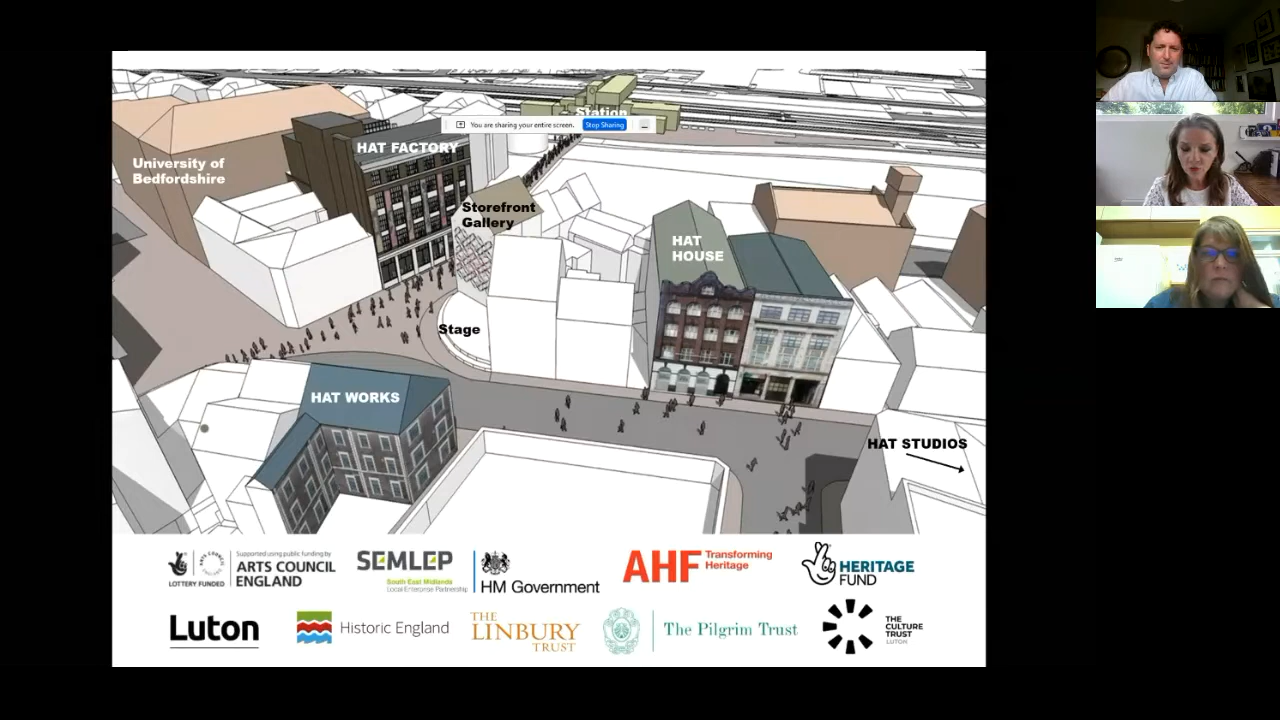 Station
You are sharing your entire screen. Stop Sharing
HAT FACTORY
University of
Bedfordshire
Storefront
Gallery
HAT
HOUSE
Stage
HAT WORKS
HAT STUDIOS
LOTTERY FUNDED
Supported using public funding by
ARTS COUNCIL
ENGLAND
SEMLEP
South East Midlands
Local Enterprise Partnership
HM Government
AHF Transforming
Heritage
HERITAGE
FUND
Luton
Historic England
THE
LINBURY
TRUST
The Pilgrim Trust
THE
CULTURE
TRUST
LUTON